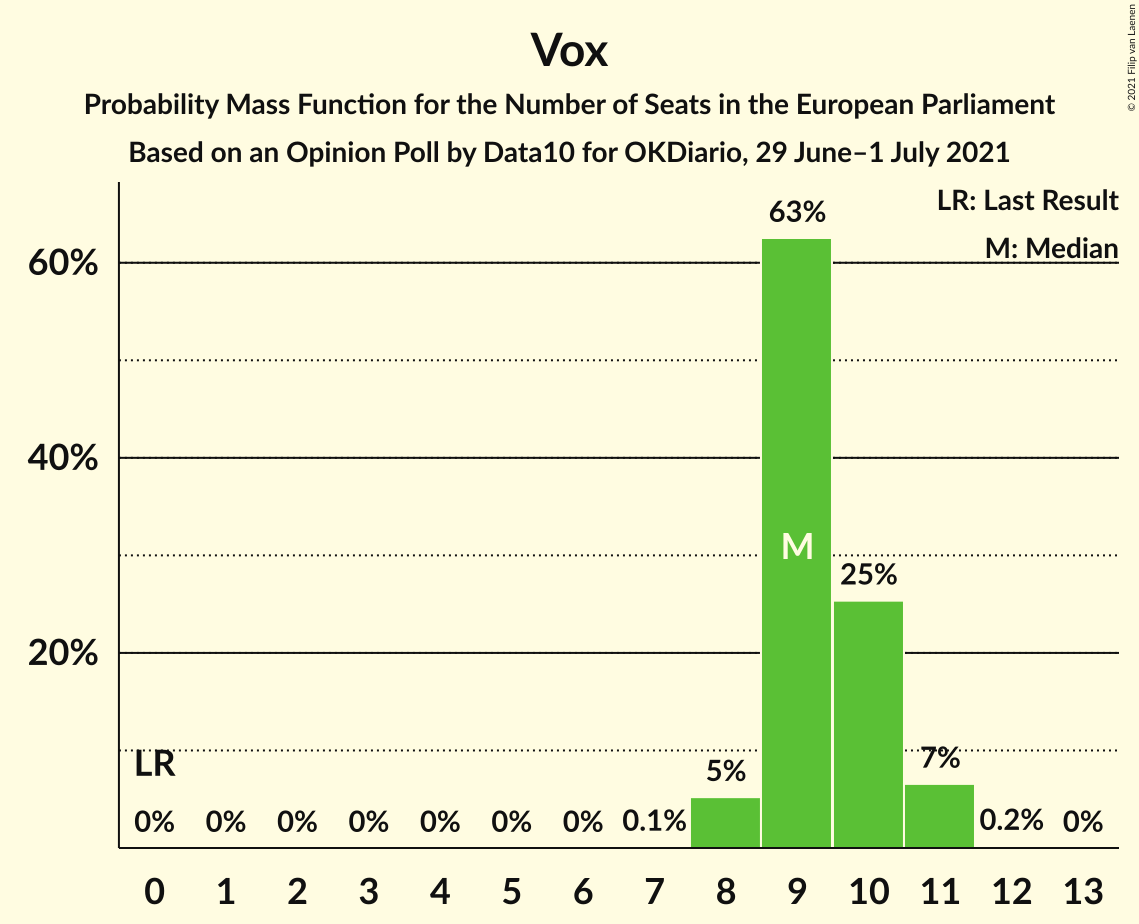 Vox
Probability Mass Function for the Number of Seats in the European Parliament
Based on an Opinion Poll by Data10 for OKDiario, 29 June–1 July 2021
© 2021 Filip van Laenen
LR: Last Result
M: Median
60%
40%
20%
63%
M
25%
LR
5%
7%
0% 0% 0% 0% 0% 0% 0% 0.1% 0.2% 0%
0 1 2 3 4 5 6 7 8 9 10 11 12 13